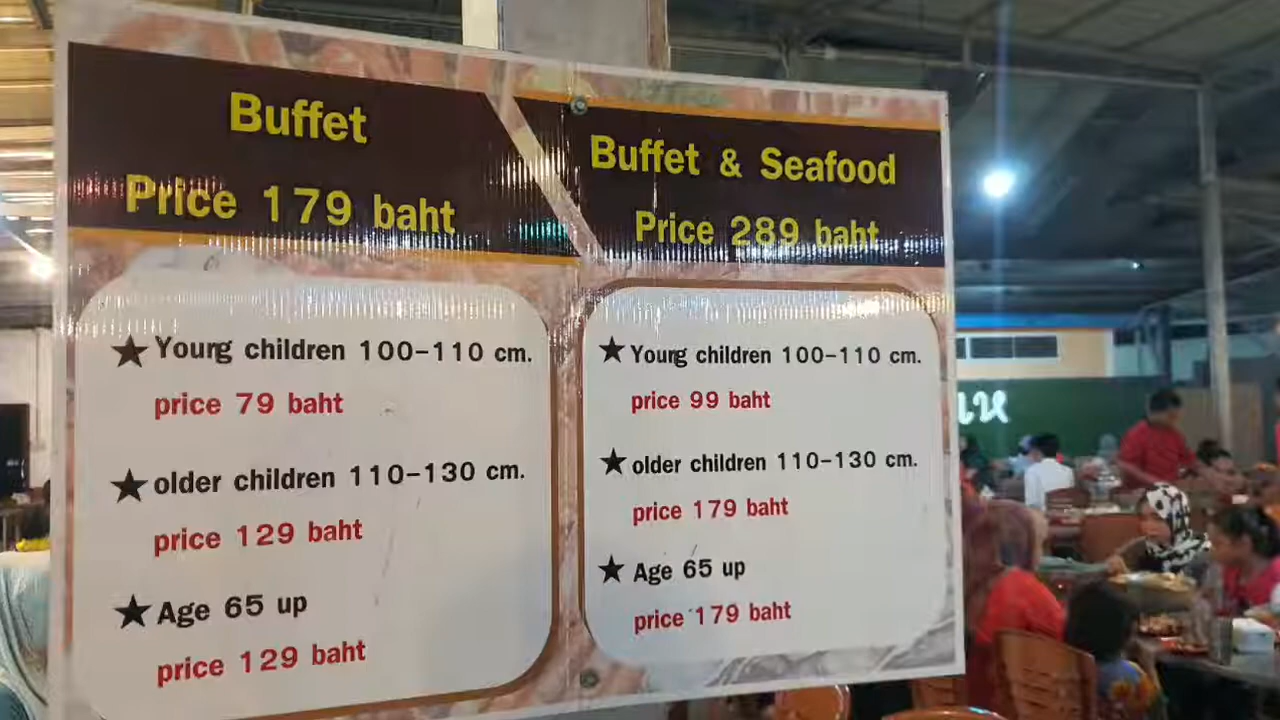 Buffet
Price 179 baht
★ Young children 100-110 cm.
price 79 baht
★ older children 110-130 cm.
price 129 baht
★ Age 65 up
price 129 baht
Buffet & Seafood
Price 289 baht
★ Young children 100-110 cm.
price 99 baht
★ older children 110-130 cm.
price 179 baht
★ Age 65 up
price 179 baht